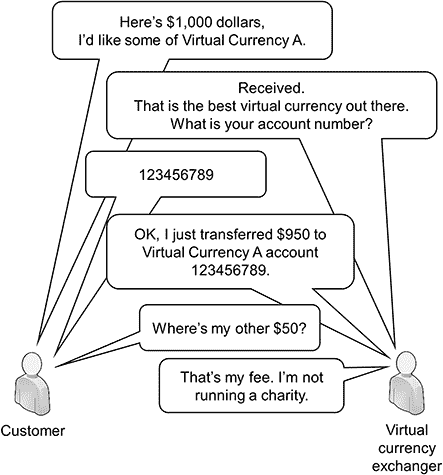 Here's $1,000 dollars,
I'd like some of Virtual Currency A.
Received.
That is the best virtual currency out there.
What is your account number?
123456789
OK, I just transferred $950 to
Virtual Currency A account
123456789.
Where's my other $50?
That's my fee. I'm not
running a charity.
Customer
Virtual
currency
exchanger